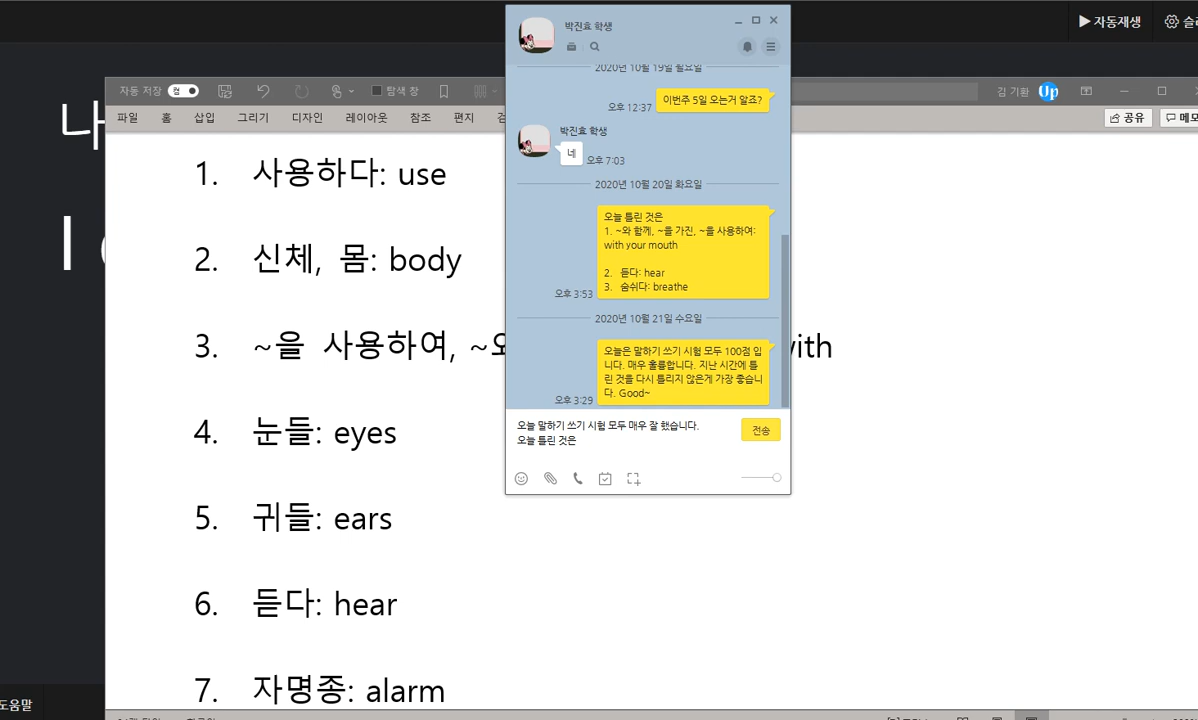 박진효 학생
2020년 10월 19일 월요일
이번주 5일 오는거 알죠?
오후 12:37
박진효 학생
네
오후 7:03
2020년 10월 20일 화요일
오늘 틀린 것은
1. ~와 함께, ~을 가진, ~을 사용하여:
with your mouth
2. 듣다: hear
3. 숨쉬다: breathe
오후 3:53
2020년 10월 21일 수요일
오늘은 말하기 쓰기 시험 모두 100점 입
니다. 매우 훌륭합니다. 지난 시간에 틀
린 것을 다시 틀리지 않은게 가장 좋습니
다. Good~
오후 3:29
오늘 말하기 쓰기 시험 모두 매우 잘 했습니다.
오늘 틀린 것은
전송
자동재생
자동 저장
탐색 창
김 기환
Up
파일 홈 삽입 그리기 디자인 레이아웃 참조 편지
공유
1. 사용하다: use
2. 신체, 몸: body
3. ~을 사용하여, with
4. 눈들: eyes
5. 귀들: ears
6. 듣다: hear
7. 자명종: alarm
도움말